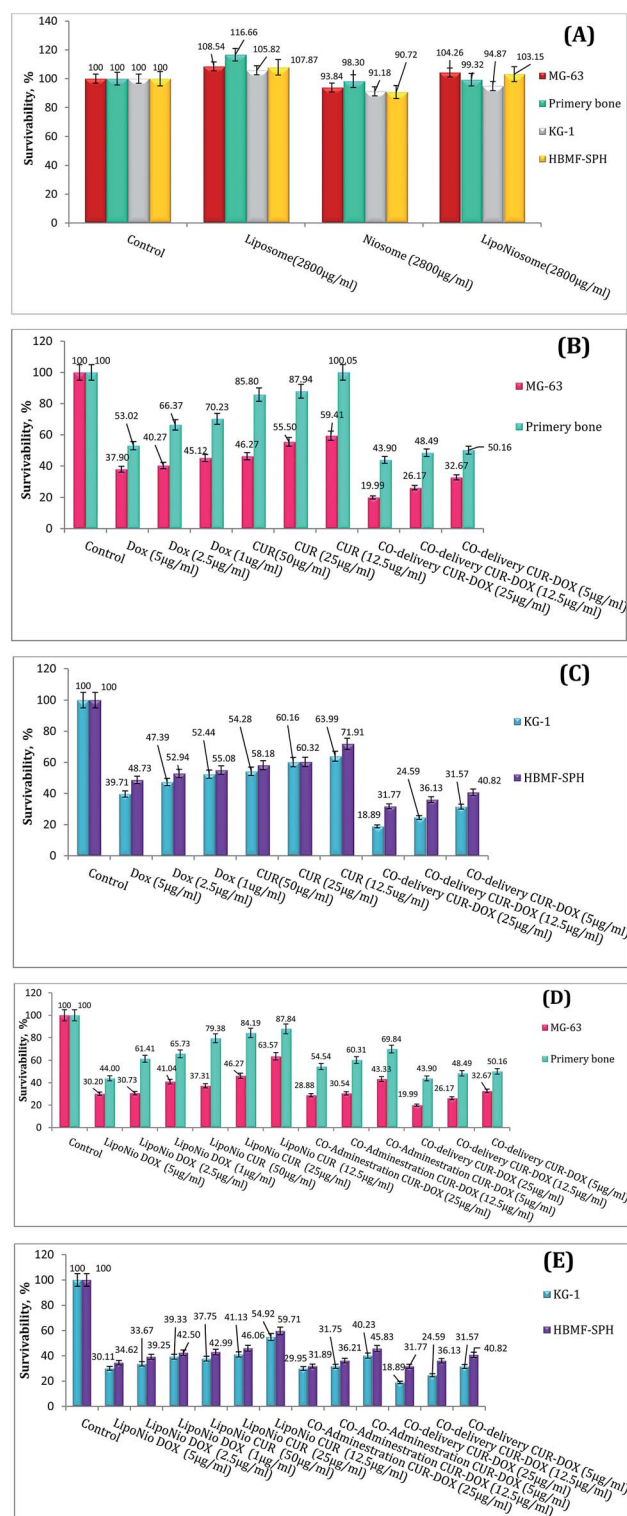 (A)
140
120
100
80
60
40
20
0
Survivability, %
100 100 100 100
108.54 116.66 105.82 107.87
93.84 98.30 91.18 90.72
104.26 99.32 94.87 103.15
MG-63
Primery bone
KG-1
HBMF-SPH
Control
Liposome(2800µg/ml)
Niosome (2800µg/ml)
LipoNiosome(2800µg/ml)
(B)
120
100
80
60
40
20
0
Survivability, %
100 100
37.90 53.02
40.27 66.37
45.12 70.23
46.27 85.80
55.50 87.94
59.41 100.05
19.99 43.90
26.17 48.49
32.67 50.16
MG-63
Primery bone
Control
Dox (5µg/ml)
Dox (2.5µg/ml)
Dox (1ug/ml)
CUR(50µg/ml)
CUR (25µg/ml)
CUR (12.5ug/ml)
CO-delivery CUR-DOX (25µg/ml)
CO-delivery CUR-DOX (12.5µg/ml)
CO-delivery CUR-DOX (5µg/ml)
(C)
120
100
80
60
40
20
0
Survivability, %
100 100
39.71 48.73
47.39 52.94
52.44 55.08
54.28 58.18
60.16 60.32
63.99 71.91
18.89 31.77
24.59 36.13
31.57 40.82
KG-1
HBMF-SPH
Control
Dox (5µg/ml)
Dox (2.5µg/ml)
Dox (1ug/ml)
CUR(50µg/ml)
CUR (25µg/ml)
CUR (12.5ug/ml)
CO-delivery CUR-DOX (25µg/ml)
CO-delivery CUR-DOX (12.5µg/ml)
CO-delivery CUR-DOX (5µg/ml)
(D)
120
100
80
60
40
20
0
Survivability, %
100 100
30.20 44.00
30.73 61.41
41.04 65.73
37.31 79.38
46.27 84.19
63.57 87.84
28.88 54.54
30.54 60.31
43.33 69.84
19.99 43.90
26.17 48.49
32.67 50.16
MG-63
Primery bone
Control
LipoNio DOX (5µg/ml)
LipoNio DOX (2.5µg/ml)
LipoNio DOX (1µg/ml)
LipoNio CUR (50µg/ml)
LipoNio CUR (25µg/ml)
LipoNio CUR (12.5µg/ml)
CO-Adminestration CUR-DOX (25µg/ml)
CO-Adminestration CUR-DOX (12.5µg/ml)
CO-Adminestration CUR-DOX (5µg/ml)
CO-delivery CUR-DOX (25µg/ml)
CO-delivery CUR-DOX (12.5µg/ml)
CO-delivery CUR-DOX (5µg/ml)
(E)
120
100
80
60
40
20
0
Survivability, %
100 100
30.11 34.62
33.67 39.25
39.33 42.50
37.75 42.99
41.13 46.06
54.92 59.71
29.95 31.89
31.75 36.21
40.23 45.83
18.89 31.77
24.59 36.13
31.57 40.82
KG-1
HBMF-SPH
Control
LipoNio DOX (5µg/ml)
LipoNio DOX (2.5µg/ml)
LipoNio DOX (1µg/ml)
LipoNio CUR (50µg/ml)
LipoNio CUR (25µg/ml)
LipoNio CUR (12.5µg/ml)
CO-Adminestration CUR-DOX (25µg/ml)
CO-Adminestration CUR-DOX (12.5µg/ml)
CO-Adminestration CUR-DOX (5µg/ml)
CO-delivery CUR-DOX (25µg/ml)
CO-delivery CUR-DOX (12.5µg/ml)
CO-delivery CUR-DOX (5µg/ml)